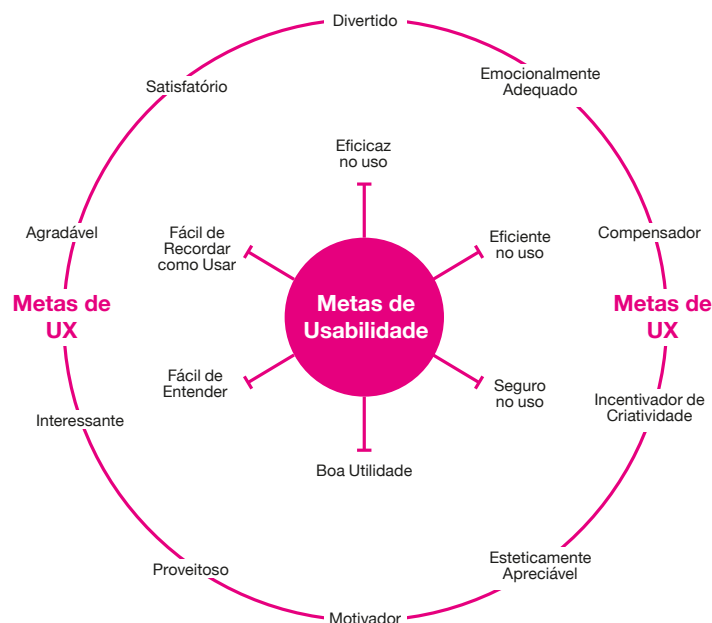 Divertido
Emocionalmente
Adequado
Satisfatório
Eficicaz
no uso
Agradável
Fácil de
Recordar
como Usar
Eficiente
no uso
Compensador
Metas de
UX
Metas de
Usabilidade
Metas de
UX
Fácil de
Entender
Seguro
no uso
Interessante
Incentivador de
Criatividade
Boa Utilidade
Proveitoso
Esteticamente
Apreciável
Motivador